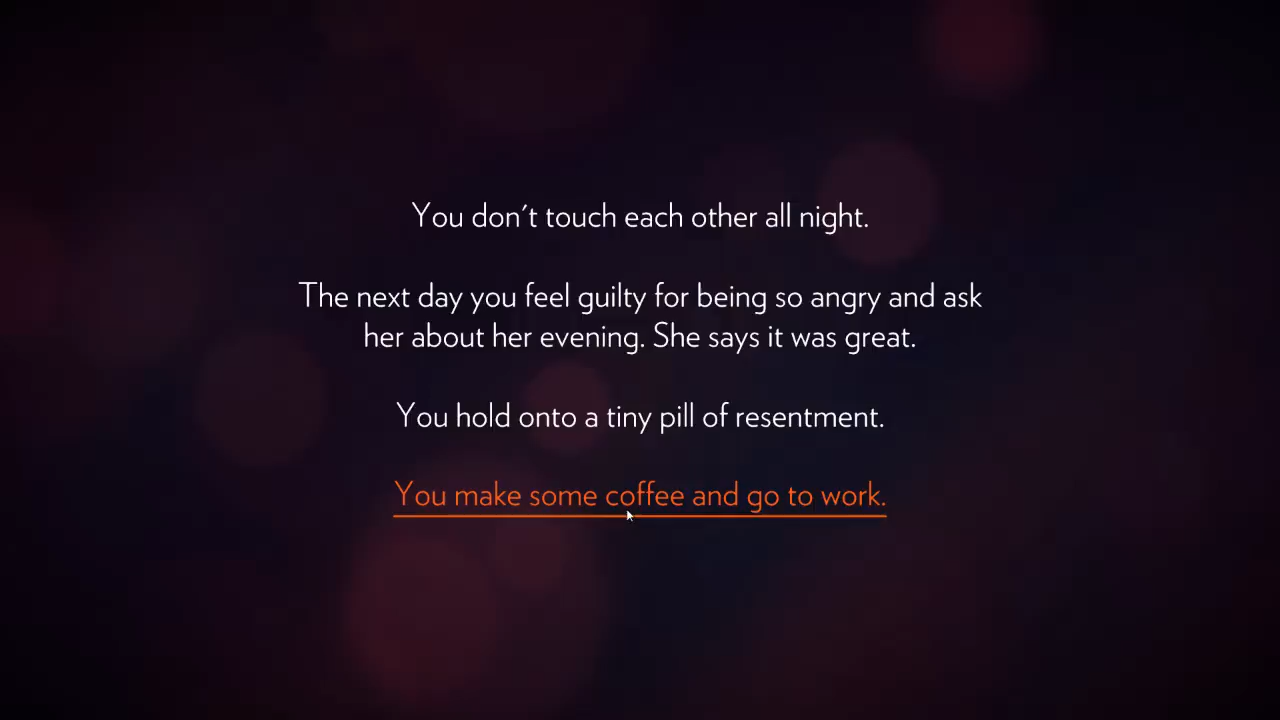 You don't touch each other all night.
The next day you feel guilty for being so angry and ask
her about her evening. She says it was great.
You hold onto a tiny pill of resentment.
You make some coffee and go to work.